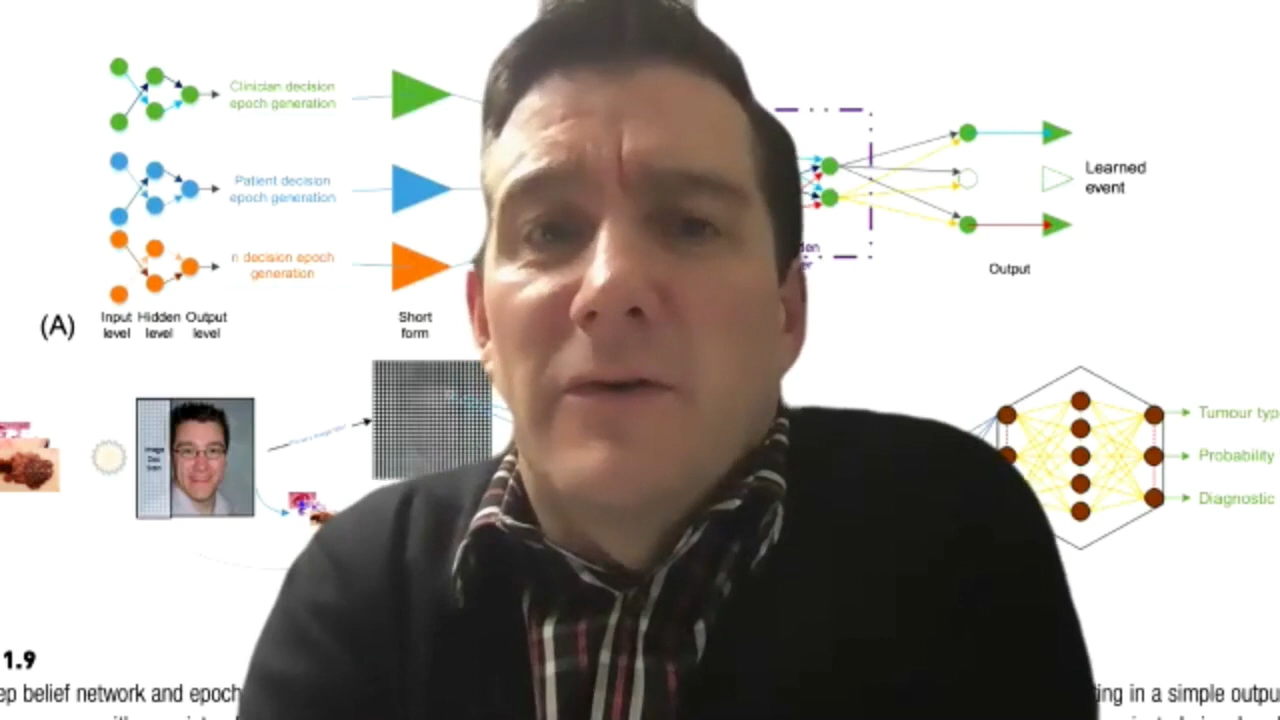 Clinician decision
epoch generation
Patient decision
epoch generation
n decision epoch
generation
Learned
event
Output
(A)
Input
level
Hidden
level
Output
level
Short
form
Tumour typ
Probability
Diagnostic
1.9
ep belief network and epoch
ing in a simple outpu